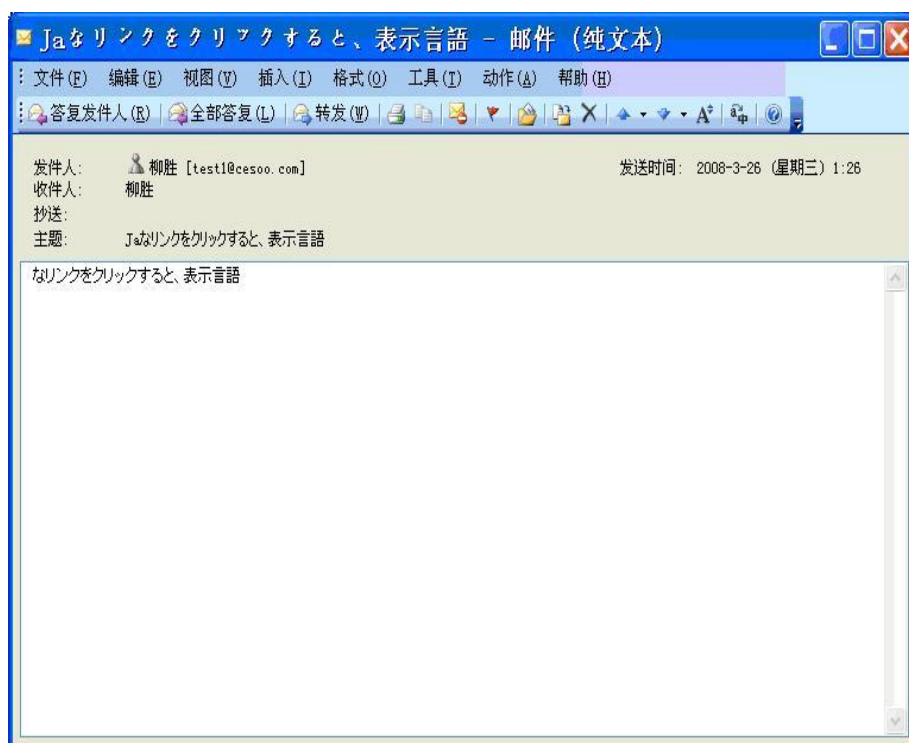 Jaなリンクをクリックすると、表示言語 - 邮件 (纯文本)
文件(F) 编辑(E) 视图(V) 插入(I) 格式(O) 工具(T) 动作(A) 帮助(H)
答复发件人(R) 全部答复(L) 转发(W)
发件人: 柳胜 [test1@cesoo.com] 发送时间: 2008-3-26 (星期三) 1:26
收件人: 柳胜
抄送:
主题: Jaなリンクをクリックすると、表示言語
なリンクをクリックすると、表示言語